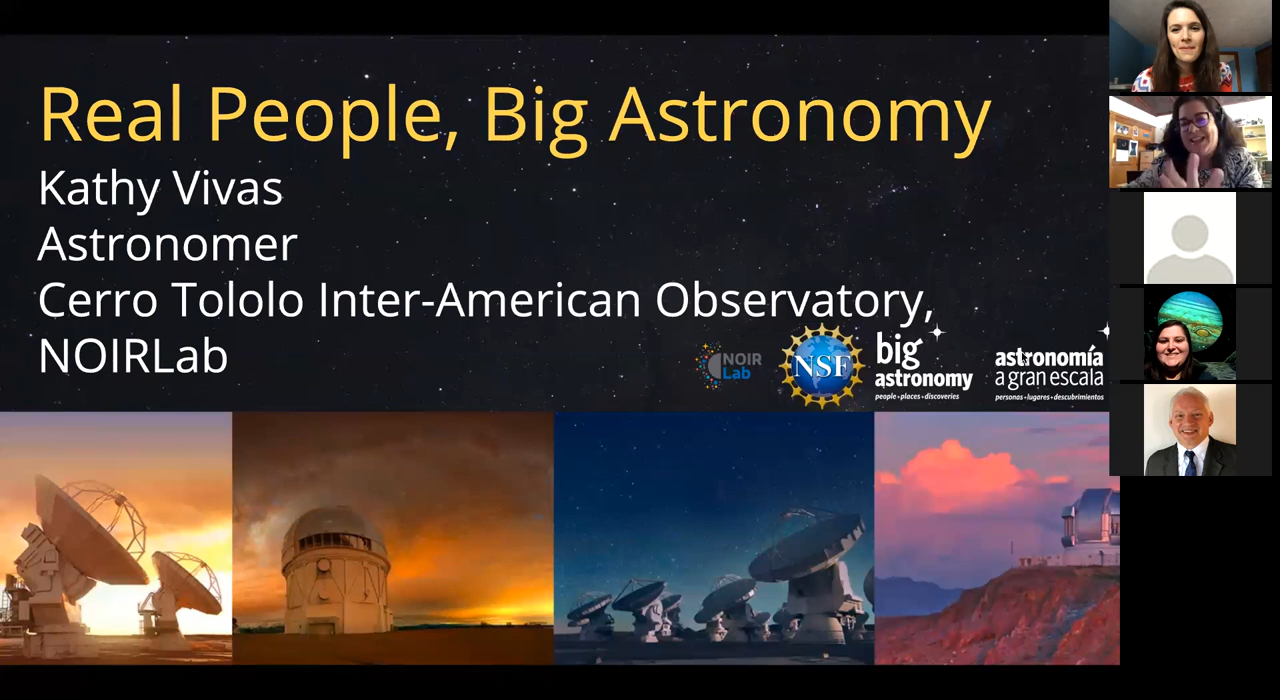 Real People, Big Astronomy
Kathy Vivas
Astronomer
Cerro Tololo Inter-American Observatory,
NOIRLab
NOIR
Lab
NSF
big
astronomy
people•places•discoveries
astronomía
a gran escala
personas•lugares•descubrimientos